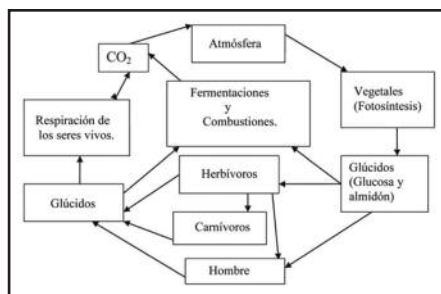 CO2
Atmósfera
Vegetales
(Fotosíntesis)
Fermentaciones
y
Combustiones.
Respiración de
los seres vivos.
Herbívoros
Glúcidos
(Glucosa y
almidón)
Glúcidos
Carnívoros
Hombre